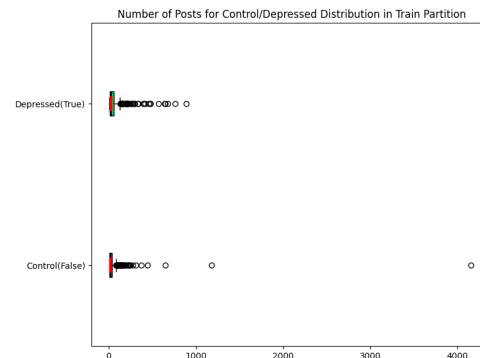 Number of Posts for Control/Depressed Distribution in Train Partition
Depressed(True)
Control(False)
0 1000 2000 3000 4000